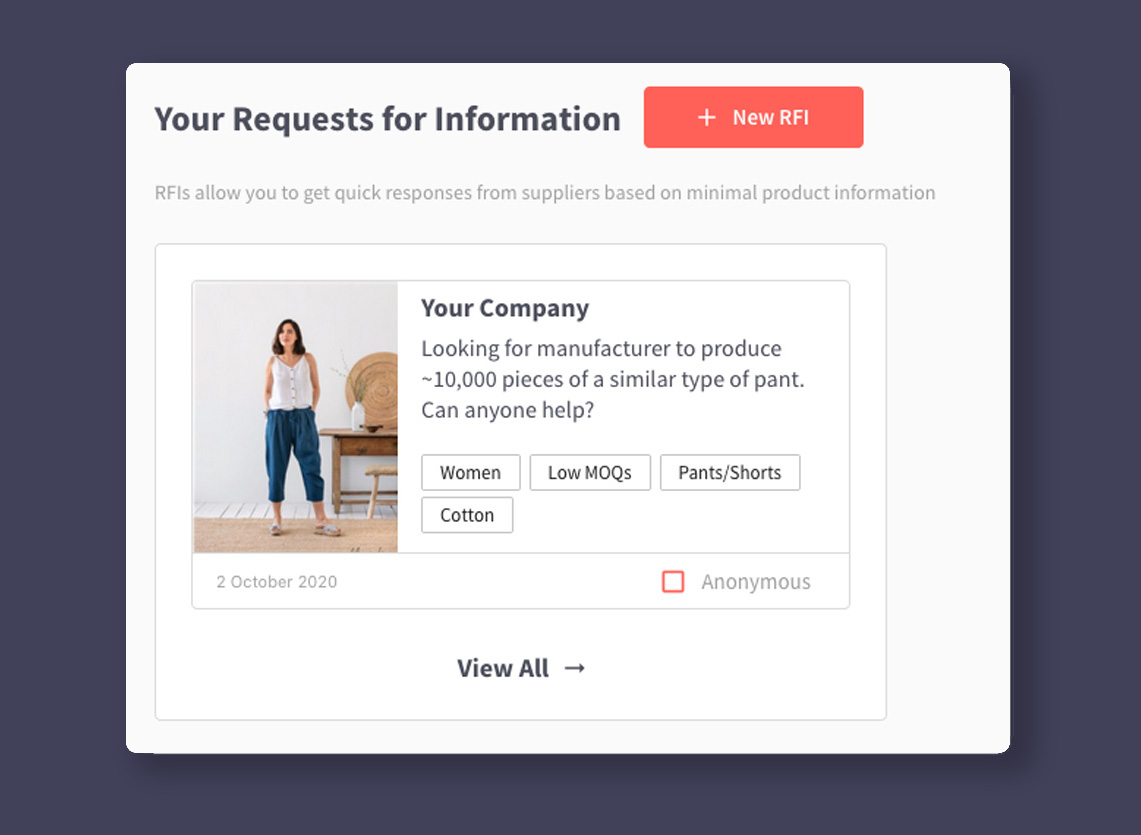 Your Requests for Information
+ New RFI
RFIs allow you to get quick responses from suppliers based on minimal product information
Your Company
Looking for manufacturer to produce
~10,000 pieces of a similar type of pant.
Can anyone help?
Women Low MOQs Pants/Shorts
Cotton
2 October 2020 Anonymous
View All →